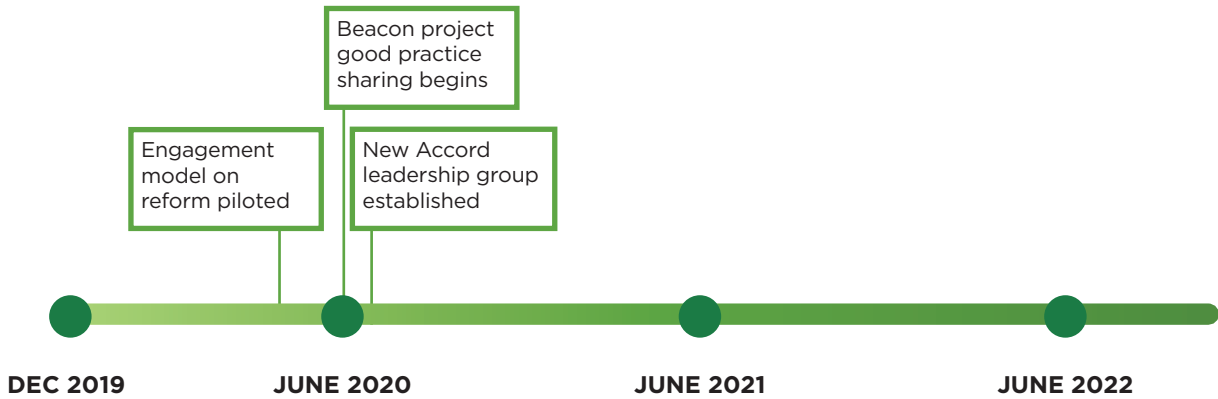 Beacon project
good practice
sharing begins
Engagement
model on
reform piloted
New Accord
leadership group
established
DEC 2019
JUNE 2020
JUNE 2021
JUNE 2022